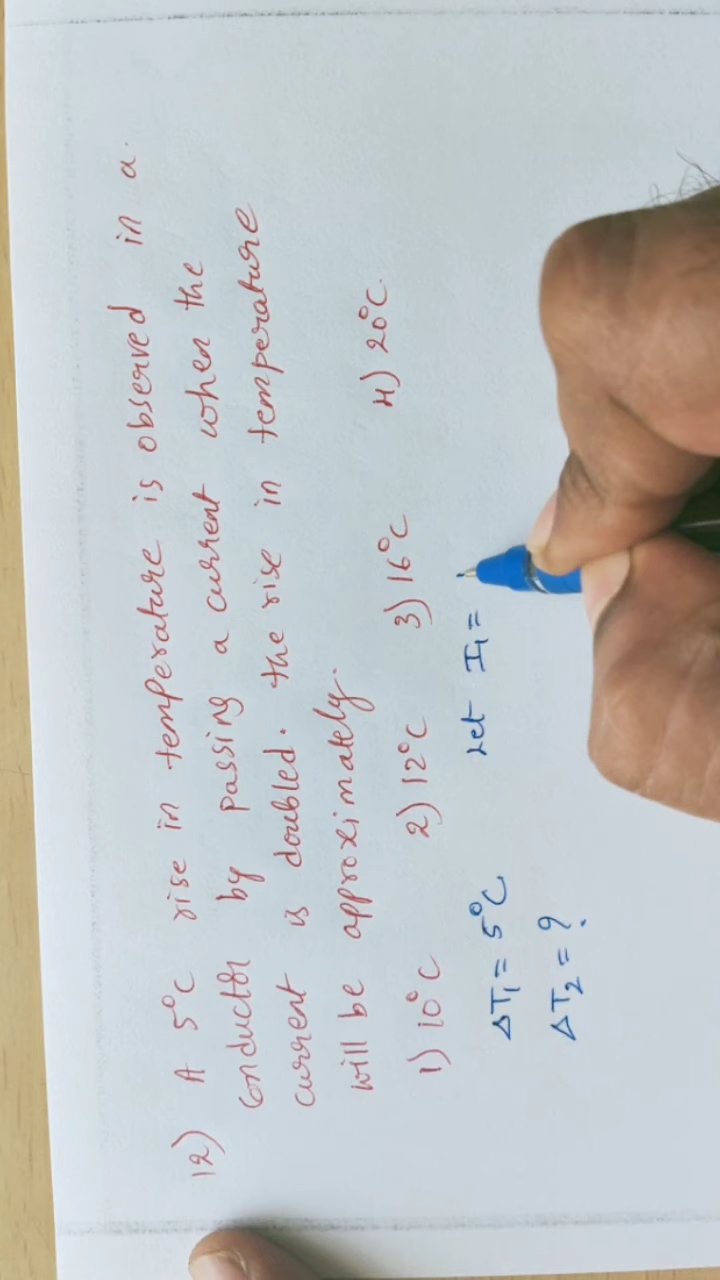 12) A 5°C rise in temperature is observed in a.
conductor by passing a current when the
current is doubled. the rise in temperature
will be approximately.
1) 10°C 2) 12°C 3) 16°C 4) 20°C.
ΔT₁ = 5°C Let I₁ =
ΔT₂ = ?